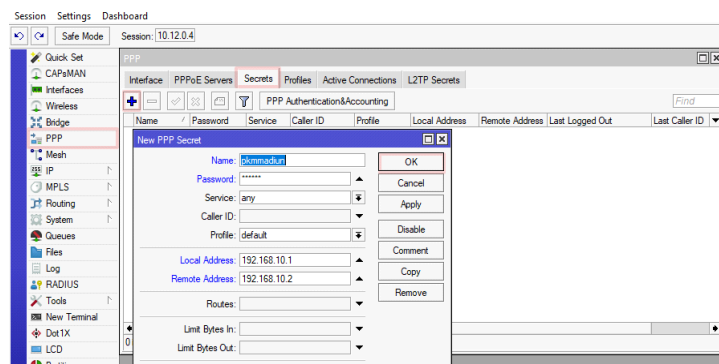 Session Settings Dashboard
Safe Mode Session: 10.12.0.4
Quick Set
CAPsMAN
Interfaces
Wireless
Bridge
PPP
Mesh
IP
MPLS
Routing
System
Queues
Files
Log
RADIUS
Tools
New Terminal
Dot1X
LCD
PPP
Interface PPPoE Servers Secrets Profiles Active Connections L2TP Secrets
PPP Authentication&Accounting Find
Name Password Service Caller ID Profile Local Address Remote Address Last Logged Out Last Caller ID
New PPP Secret
Name: pkmmadiun
Password: ******
Service: any
Caller ID:
Profile: default
Local Address: 192.168.10.1
Remote Address: 192.168.10.2
Routes:
Limit Bytes In:
Limit Bytes Out:
OK
Cancel
Apply
Disable
Comment
Copy
Remove
0